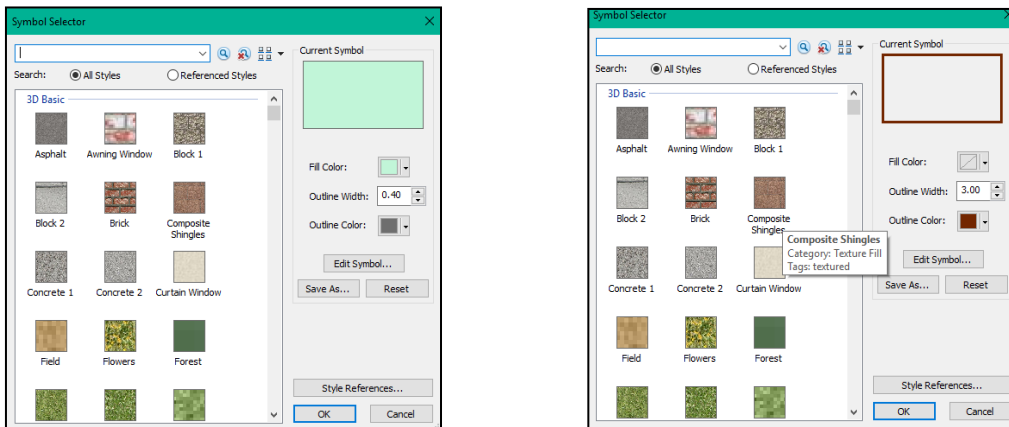 Symbol Selector
Search: All Styles Referenced Styles
3D Basic
Asphalt Awning Window Block 1
Block 2 Brick Composite Shingles
Concrete 1 Concrete 2 Curtain Window
Field Flowers Forest
Current Symbol
Fill Color:
Outline Width: 0.40
Outline Color:
Edit Symbol...
Save As... Reset
Style References...
OK Cancel
Symbol Selector
Search: All Styles Referenced Styles
3D Basic
Asphalt Awning Window Block 1
Block 2 Brick Composite Shingles
Composite Shingles
Category: Texture Fill
Tags: textured
Concrete 1 Concrete 2 Curtain Window
Field Flowers Forest
Current Symbol
Fill Color:
Outline Width: 3.00
Outline Color:
Edit Symbol...
Save As... Reset
Style References...
OK Cancel